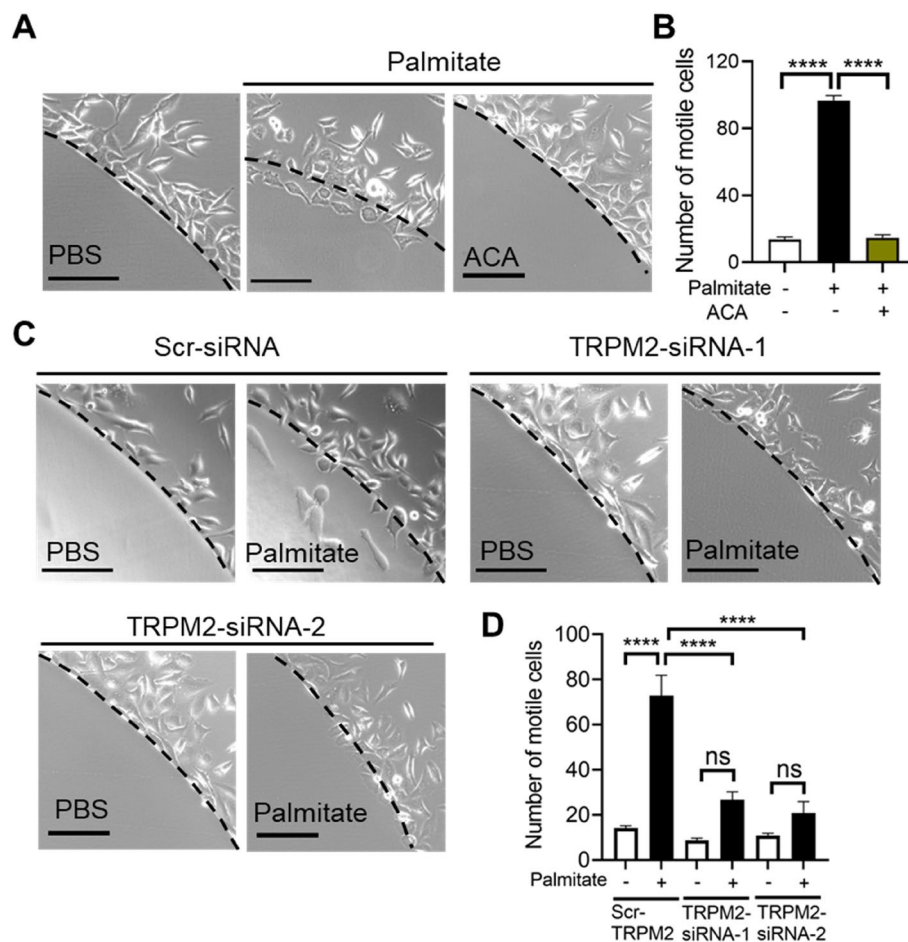 A
Palmitate
PBS
ACA
B
Number of motile cells
120
80
40
0
**** ****
Palmitate - + +
ACA - - +
C
Scr-siRNA
TRPM2-siRNA-1
PBS
Palmitate
PBS
Palmitate
TRPM2-siRNA-2
PBS
Palmitate
D
Number of motile cells
100
80
60
40
20
0
****
**** ****
ns
ns
Palmitate - + - + - +
Scr- TRPM2- TRPM2-
TRPM2 siRNA-1 siRNA-2